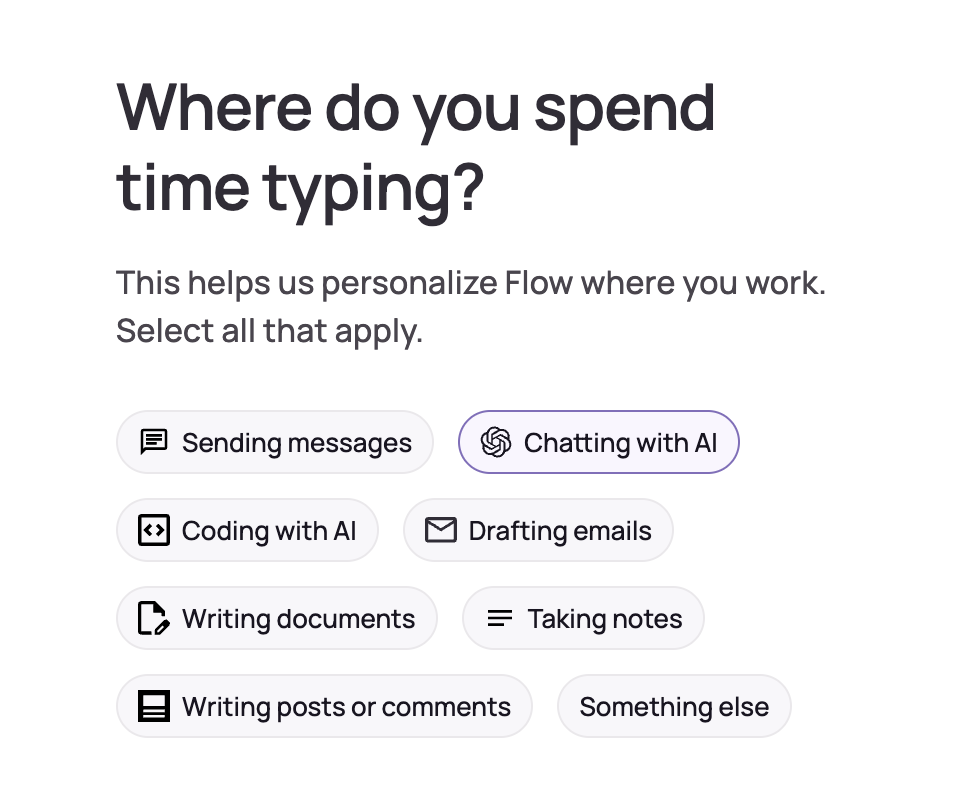 Where do you spend
time typing?
This helps us personalize Flow where you work.
Select all that apply.
Sending messages
Chatting with AI
Coding with AI
Drafting emails
Writing documents
Taking notes
Writing posts or comments
Something else